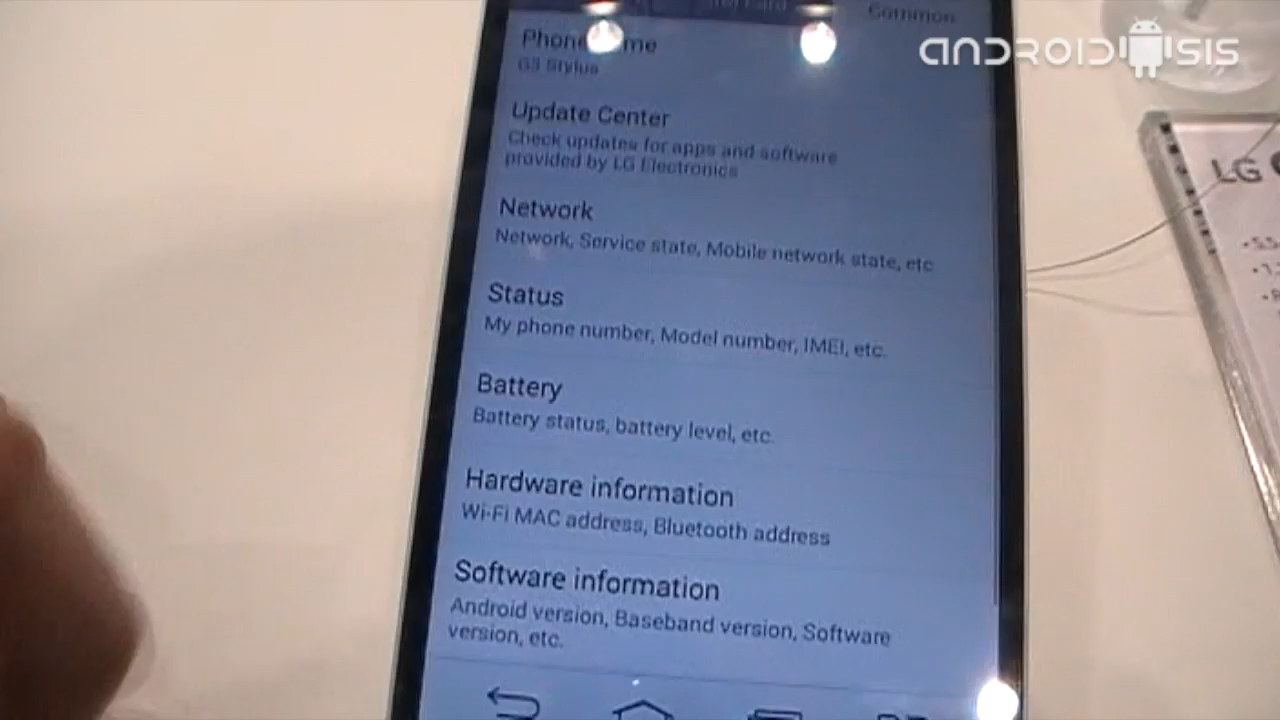 Common
ANDROIDSIS
Phone
G3 Stylus
Update Center
Check updates for apps and software
provided by LG Electronics
LG
Network
Network, Service state, Mobile network state, etc
Status
My phone number, Model number, IMEI, etc.
Battery
Battery status, battery level, etc.
Hardware information
Wi-Fi MAC address, Bluetooth address
Software information
Android version, Baseband version, Software
version, etc.